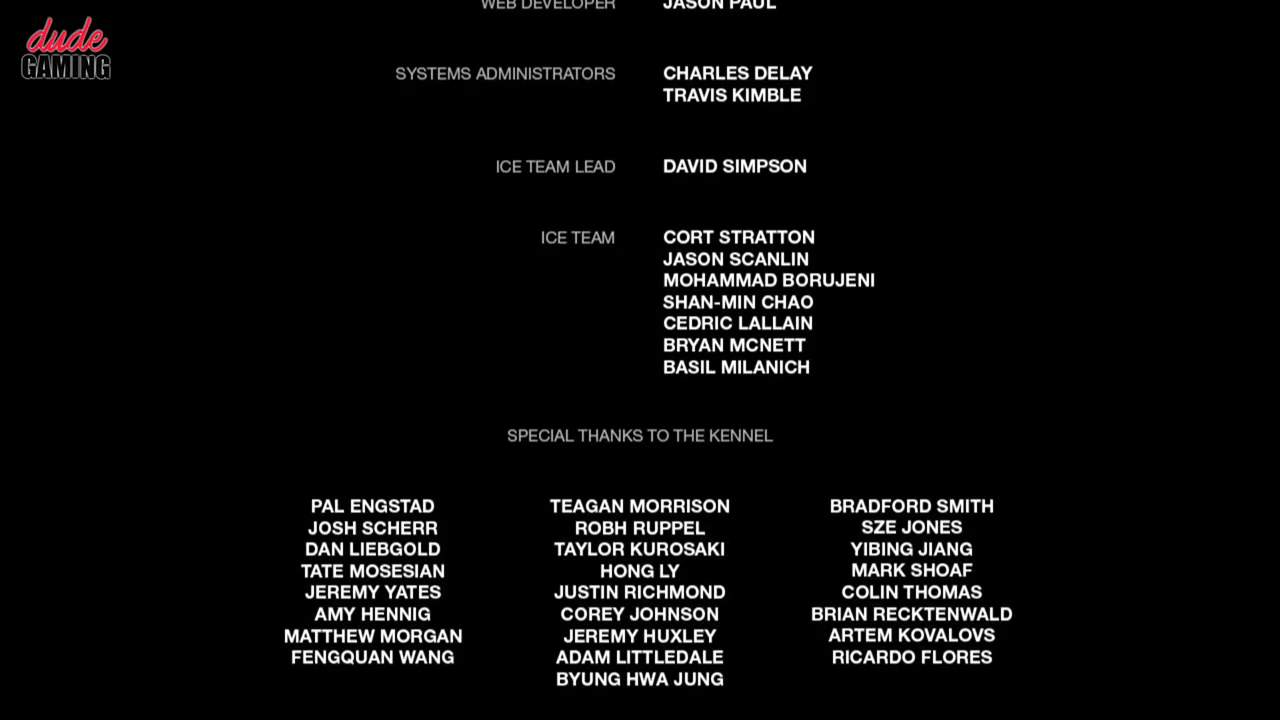 dude
GAMING
WEB DEVELOPER JASON PAUL
SYSTEMS ADMINISTRATORS CHARLES DELAY
TRAVIS KIMBLE
ICE TEAM LEAD DAVID SIMPSON
ICE TEAM CORT STRATTON
JASON SCANLIN
MOHAMMAD BORUJENI
SHAN-MIN CHAO
CEDRIC LALLAIN
BRYAN MCNETT
BASIL MILANICH
SPECIAL THANKS TO THE KENNEL
PAL ENGSTAD TEAGAN MORRISON BRADFORD SMITH
JOSH SCHERR ROBH RUPPEL SZE JONES
DAN LIEBGOLD TAYLOR KUROSAKI YIBING JIANG
TATE MOSESIAN HONG LY MARK SHOAF
JEREMY YATES JUSTIN RICHMOND COLIN THOMAS
AMY HENNIG COREY JOHNSON BRIAN RECKTENWALD
MATTHEW MORGAN JEREMY HUXLEY ARTEM KOVALOVS
FENGQUAN WANG ADAM LITTLEDALE RICARDO FLORES
BYUNG HWA JUNG